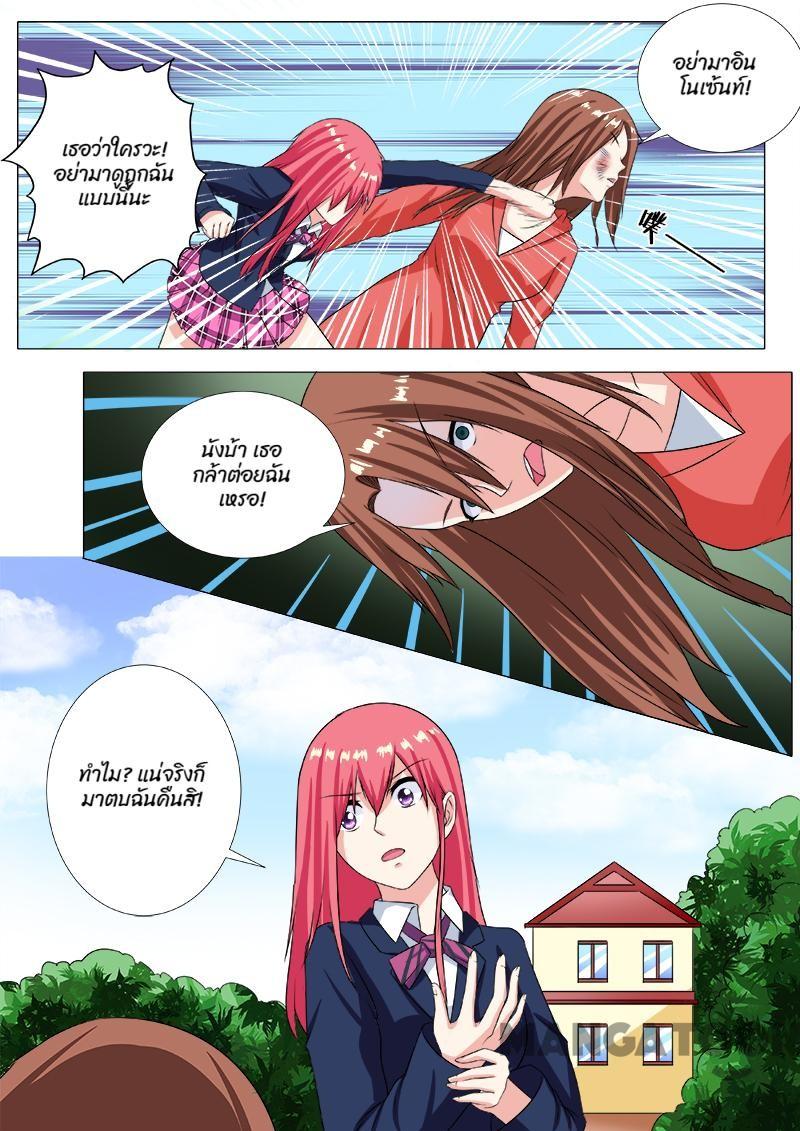 อย่ามาอิน
โนเซ้นท์!
เธอว่าใครวะ!
อย่ามาดูถูกฉัน
แบบนี้นะ
噗
นังบ้า เธอ
กล้าต่อยฉัน
เหรอ!
ทำไม? แน่จริงก็
มาตบฉันคืนสิ!